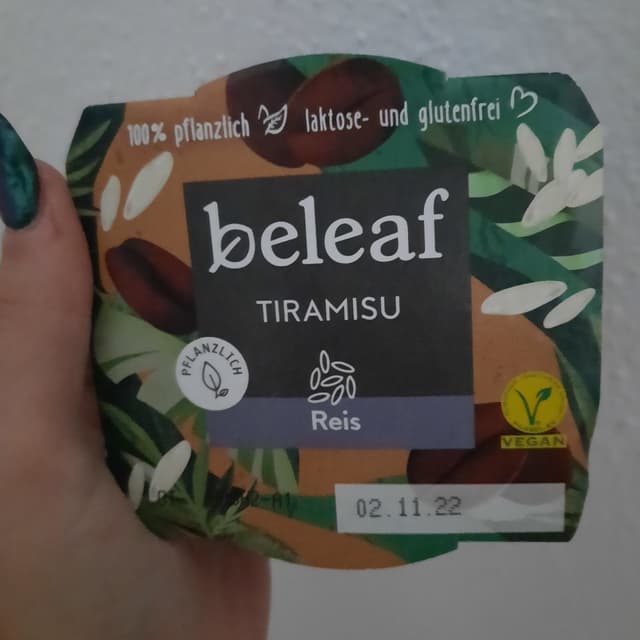 100% pflanzlich laktose- und glutenfrei
beleaf
TIRAMISU
PFLANZLICH
Reis
VEGAN
02.11.22